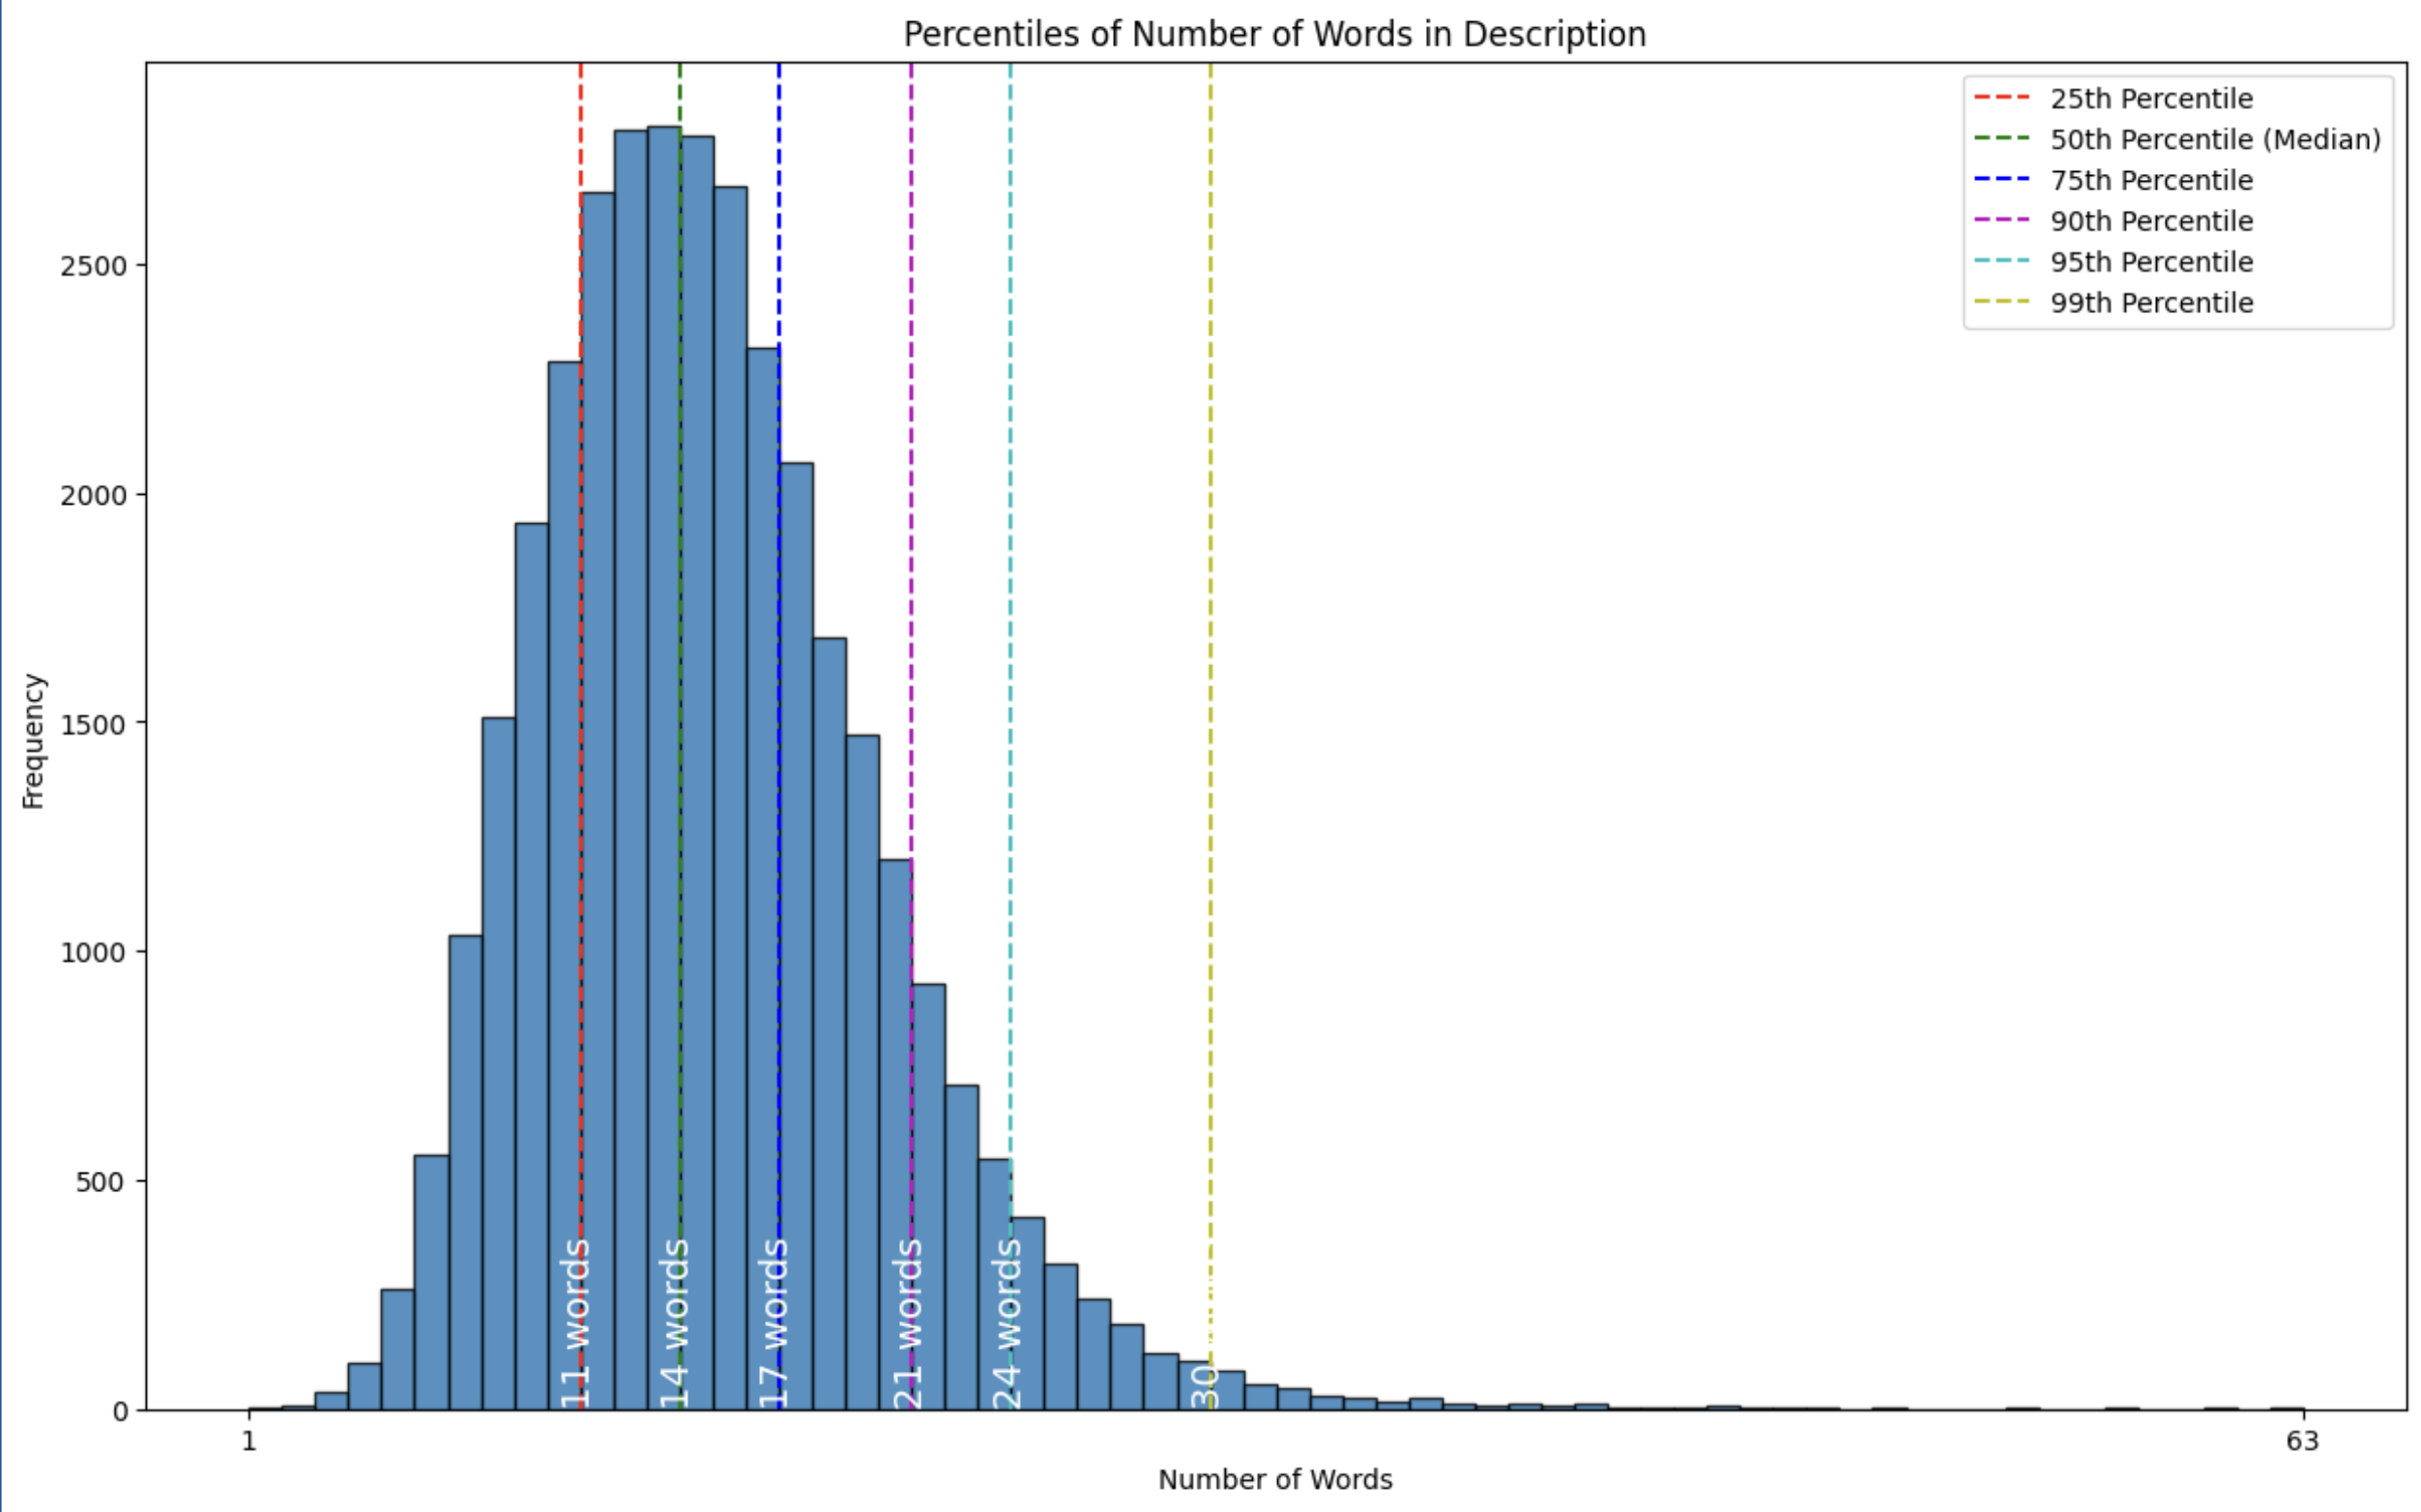 Percentiles of Number of Words in Description
25th Percentile
50th Percentile (Median)
75th Percentile
90th Percentile
95th Percentile
99th Percentile
Frequency
2500
2000
1500
1000
500
0
11 words
14 words
17 words
21 words
24 words
30
1
63
Number of Words